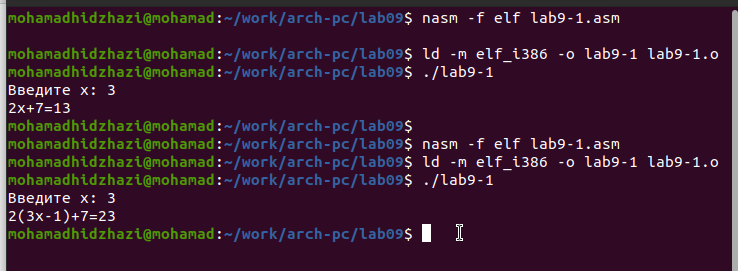 mohamadhidzhazi@mohamad:~/work/arch-pc/lab09$ nasm -f elf lab9-1.asm
mohamadhidzhazi@mohamad:~/work/arch-pc/lab09$ ld -m elf_i386 -o lab9-1 lab9-1.o
mohamadhidzhazi@mohamad:~/work/arch-pc/lab09$ ./lab9-1
Введите x: 3
2x+7=13
mohamadhidzhazi@mohamad:~/work/arch-pc/lab09$
mohamadhidzhazi@mohamad:~/work/arch-pc/lab09$ nasm -f elf lab9-1.asm
mohamadhidzhazi@mohamad:~/work/arch-pc/lab09$ ld -m elf_i386 -o lab9-1 lab9-1.o
mohamadhidzhazi@mohamad:~/work/arch-pc/lab09$ ./lab9-1
Введите x: 3
2(3x-1)+7=23
mohamadhidzhazi@mohamad:~/work/arch-pc/lab09$